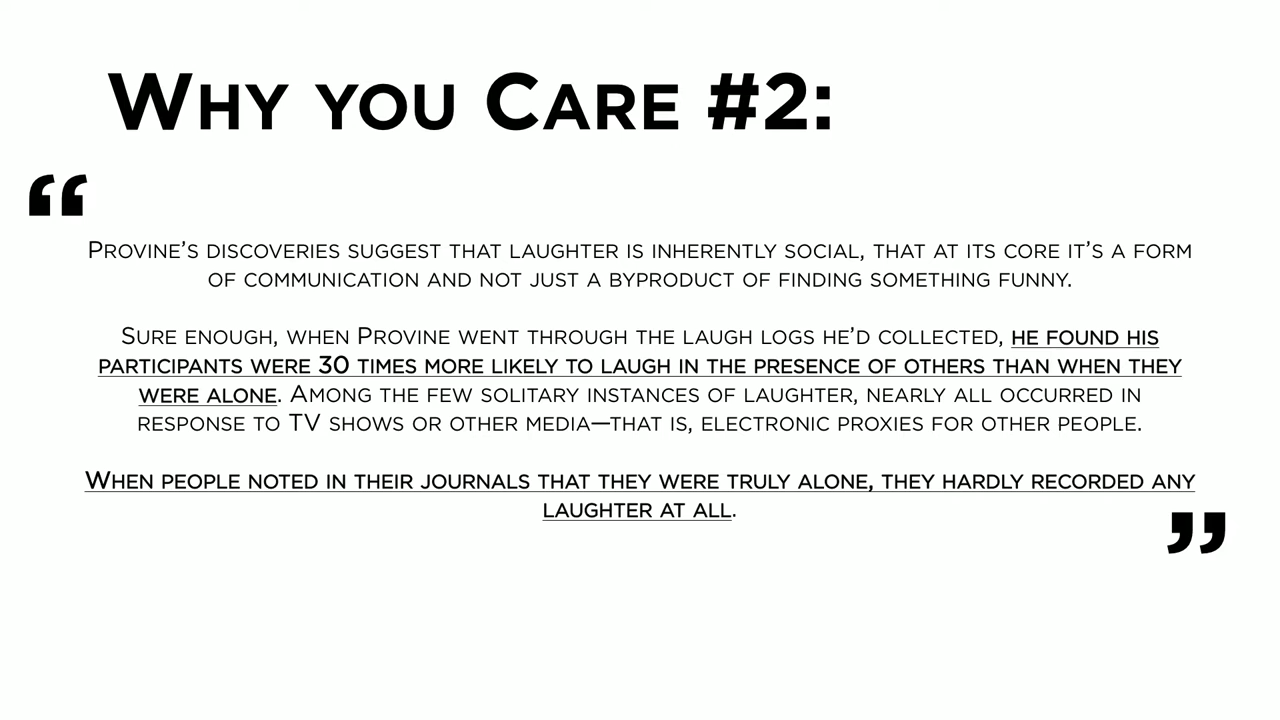 Why you Care #2:
“
Provine’s discoveries suggest that laughter is inherently social, that at its core it’s a form
of communication and not just a byproduct of finding something funny.
Sure enough, when Provine went through the laugh logs he’d collected, he found his
participants were 30 times more likely to laugh in the presence of others than when they
were alone. Among the few solitary instances of laughter, nearly all occurred in
response to TV shows or other media—that is, electronic proxies for other people.
When people noted in their journals that they were truly alone, they hardly recorded any
laughter at all.
”